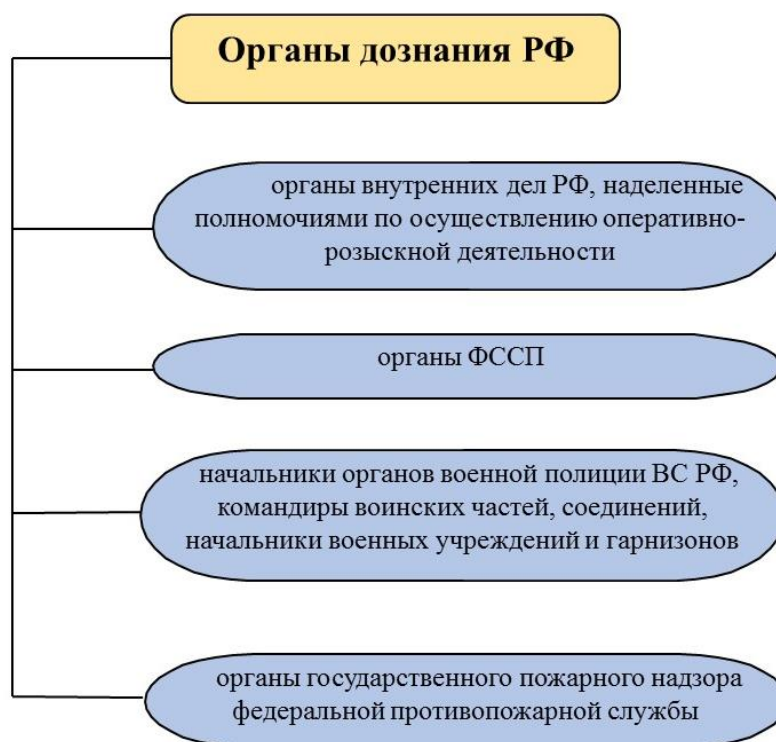 Органы дознания РФ
органы внутренних дел РФ, наделенные
полномочиями по осуществлению оперативно-
розыскной деятельности
органы ФССП
начальники органов военной полиции ВС РФ,
командиры воинских частей, соединений,
начальники военных учреждений и гарнизонов
органы государственного пожарного надзора
федеральной противопожарной службы